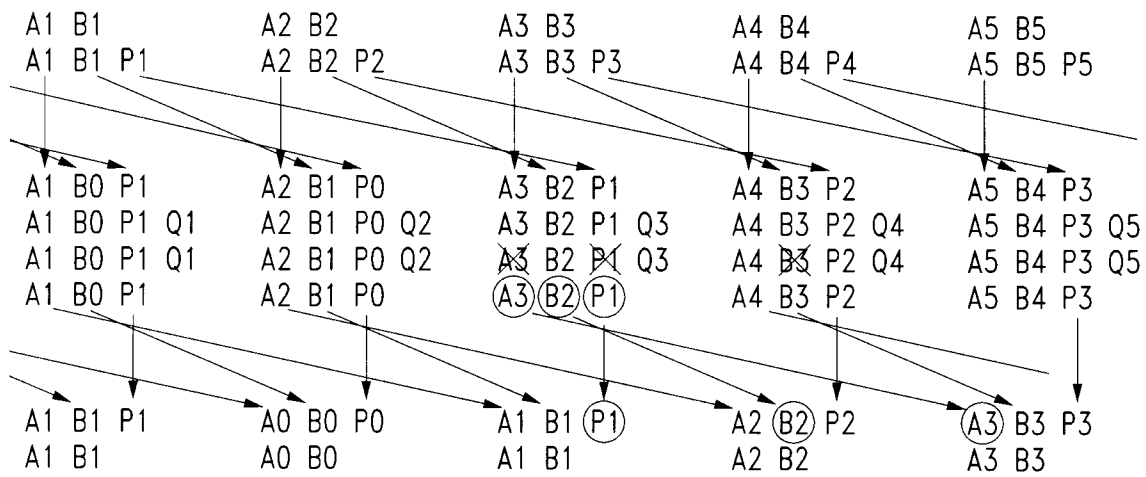 A1 B1 A2 B2 A3 B3 A4 B4 A5 B5
A1 B1 P1 A2 B2 P2 A3 B3 P3 A4 B4 P4 A5 B5 P5
A1 B0 P1 A2 B1 P0 A3 B2 P1 A4 B3 P2 A5 B4 P3
A1 B0 P1 Q1 A2 B1 P0 Q2 A3 B2 P1 Q3 A4 B3 P2 Q4 A5 B4 P3 Q5
A1 B0 P1 Q1 A2 B1 P0 Q2 A3 B2 P1 Q3 A4 B3 P2 Q4 A5 B4 P3 Q5
A1 B0 P1 A2 B1 P0 A3 B2 P1 A4 B3 P2 A5 B4 P3
A1 B1 P1 A0 B0 P0 A1 B1 P1 A2 B2 P2 A3 B3 P3
A1 B1 A0 B0 A1 B1 A2 B2 A3 B3